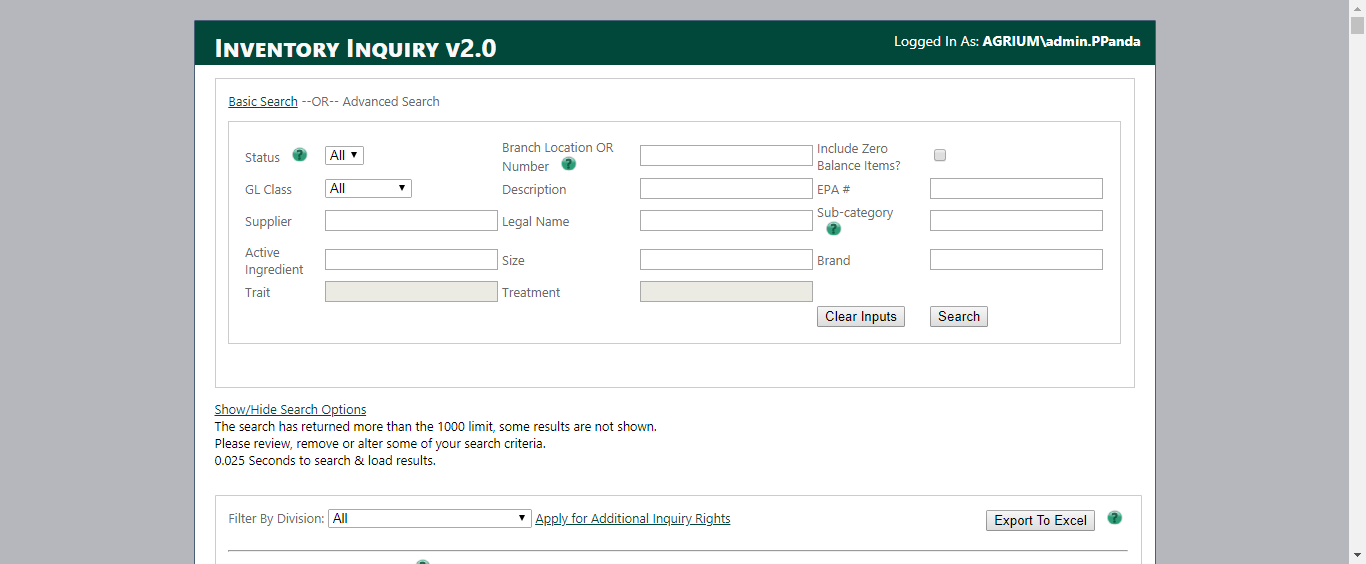 INVENTORY INQUIRY V2.0
Logged In As: AGRIUM\admin.PPanda
Basic Search --OR-- Advanced Search
Status ? All
Branch Location OR
Number ?
Include Zero
Balance Items?
GL Class All
Description
EPA #
Supplier
Legal Name
Sub-category
?
Active
Ingredient
Size
Brand
Trait
Treatment
Clear Inputs
Search
Show/Hide Search Options
The search has returned more than the 1000 limit, some results are not shown.
Please review, remove or alter some of your search criteria.
0.025 Seconds to search & load results.
Filter By Division: All Apply for Additional Inquiry Rights
Export To Excel ?